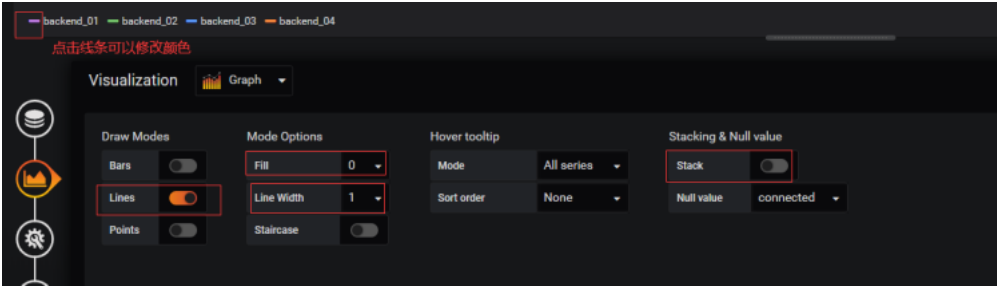 backend_01 backend_02 backend_03 backend_04
点击线条可以修改颜色
Visualization Graph
Draw Modes Mode Options Hover tooltip Stacking & Null value
Bars Fill 0 Mode All series Stack
Lines Line Width 1 Sort order None Null value connected
Points Staircase